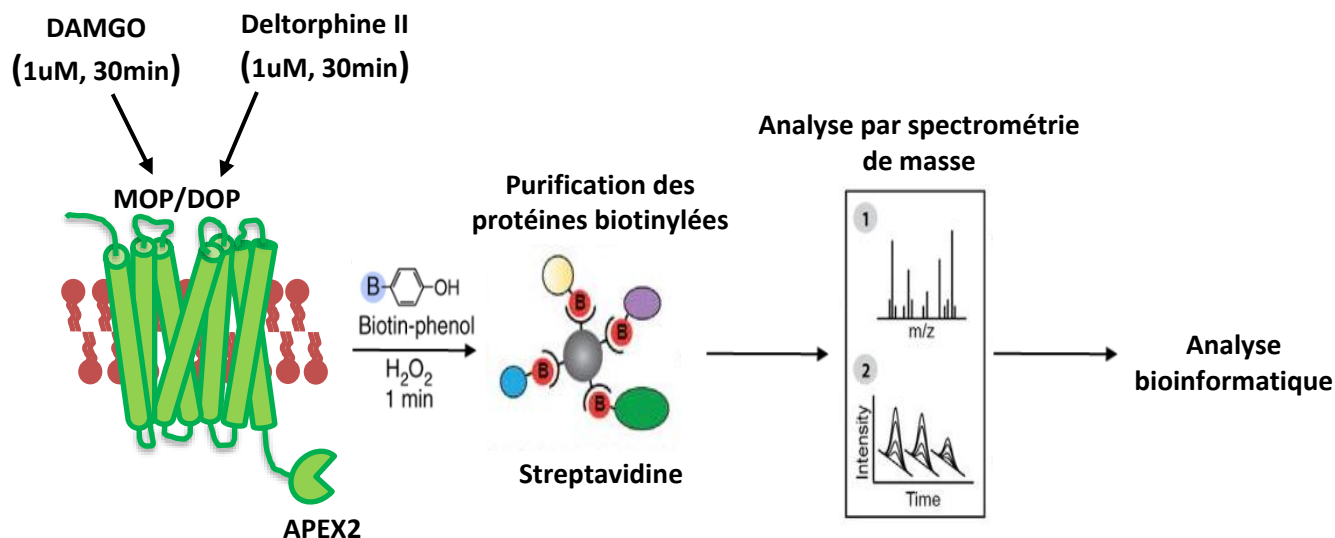 DAMGO
(1uM, 30min)
Deltorphine II
(1uM, 30min)
MOP/DOP
APEX2
B
OH
Biotin-phenol
H₂O₂
1 min
Purification des
protéines biotinylées
B
B
B
B
Streptavidine
Analyse par spectrométrie
de masse
1
m/z
2
Intensity
Time
Analyse
bioinformatique